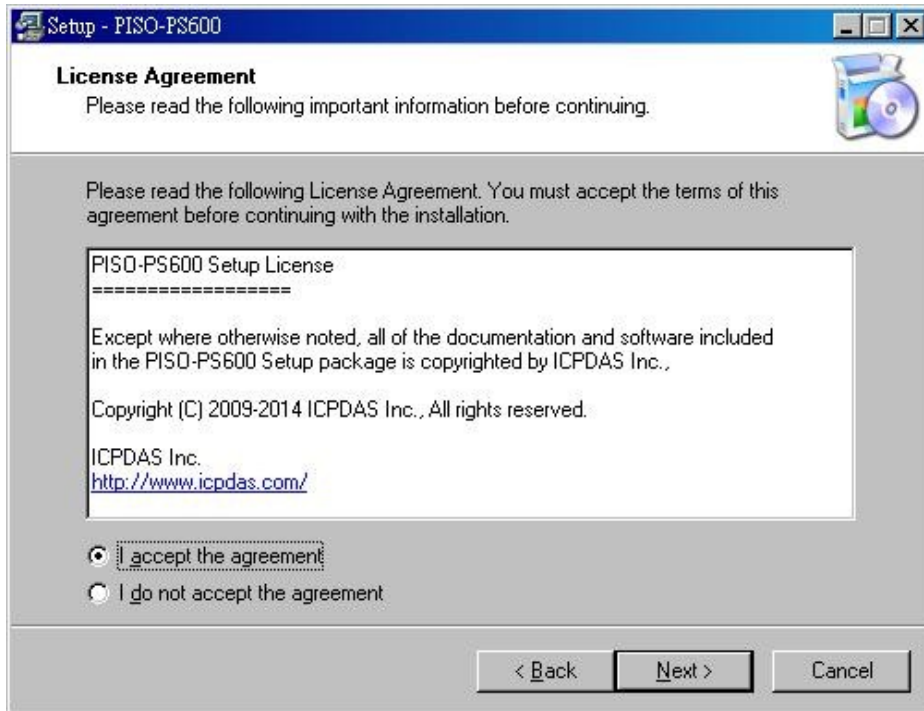 Setup - PISO-PS600
License Agreement
Please read the following important information before continuing.
Please read the following License Agreement. You must accept the terms of this
agreement before continuing with the installation.
PISO-PS600 Setup License
==================
Except where otherwise noted, all of the documentation and software included
in the PISO-PS600 Setup package is copyrighted by ICPDAS Inc.,
Copyright (C) 2009-2014 ICPDAS Inc., All rights reserved.
ICPDAS Inc.
http://www.icpdas.com/
I accept the agreement
I do not accept the agreement
< Back Next > Cancel